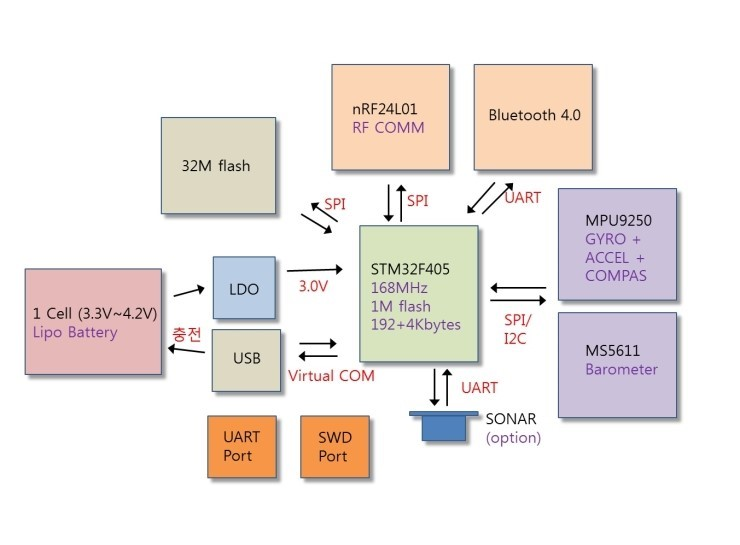 nRF24L01
RF COMM
Bluetooth 4.0
32M flash
SPI
SPI
UART
MPU9250
GYRO +
ACCEL +
COMPAS
STM32F405
168MHz
1M flash
192+4Kbytes
LDO
3.0V
1 Cell (3.3V~4.2V)
Lipo Battery
충전
USB
Virtual COM
SPI/
I2C
MS5611
Barometer
UART
SONAR
(option)
UART
Port
SWD
Port